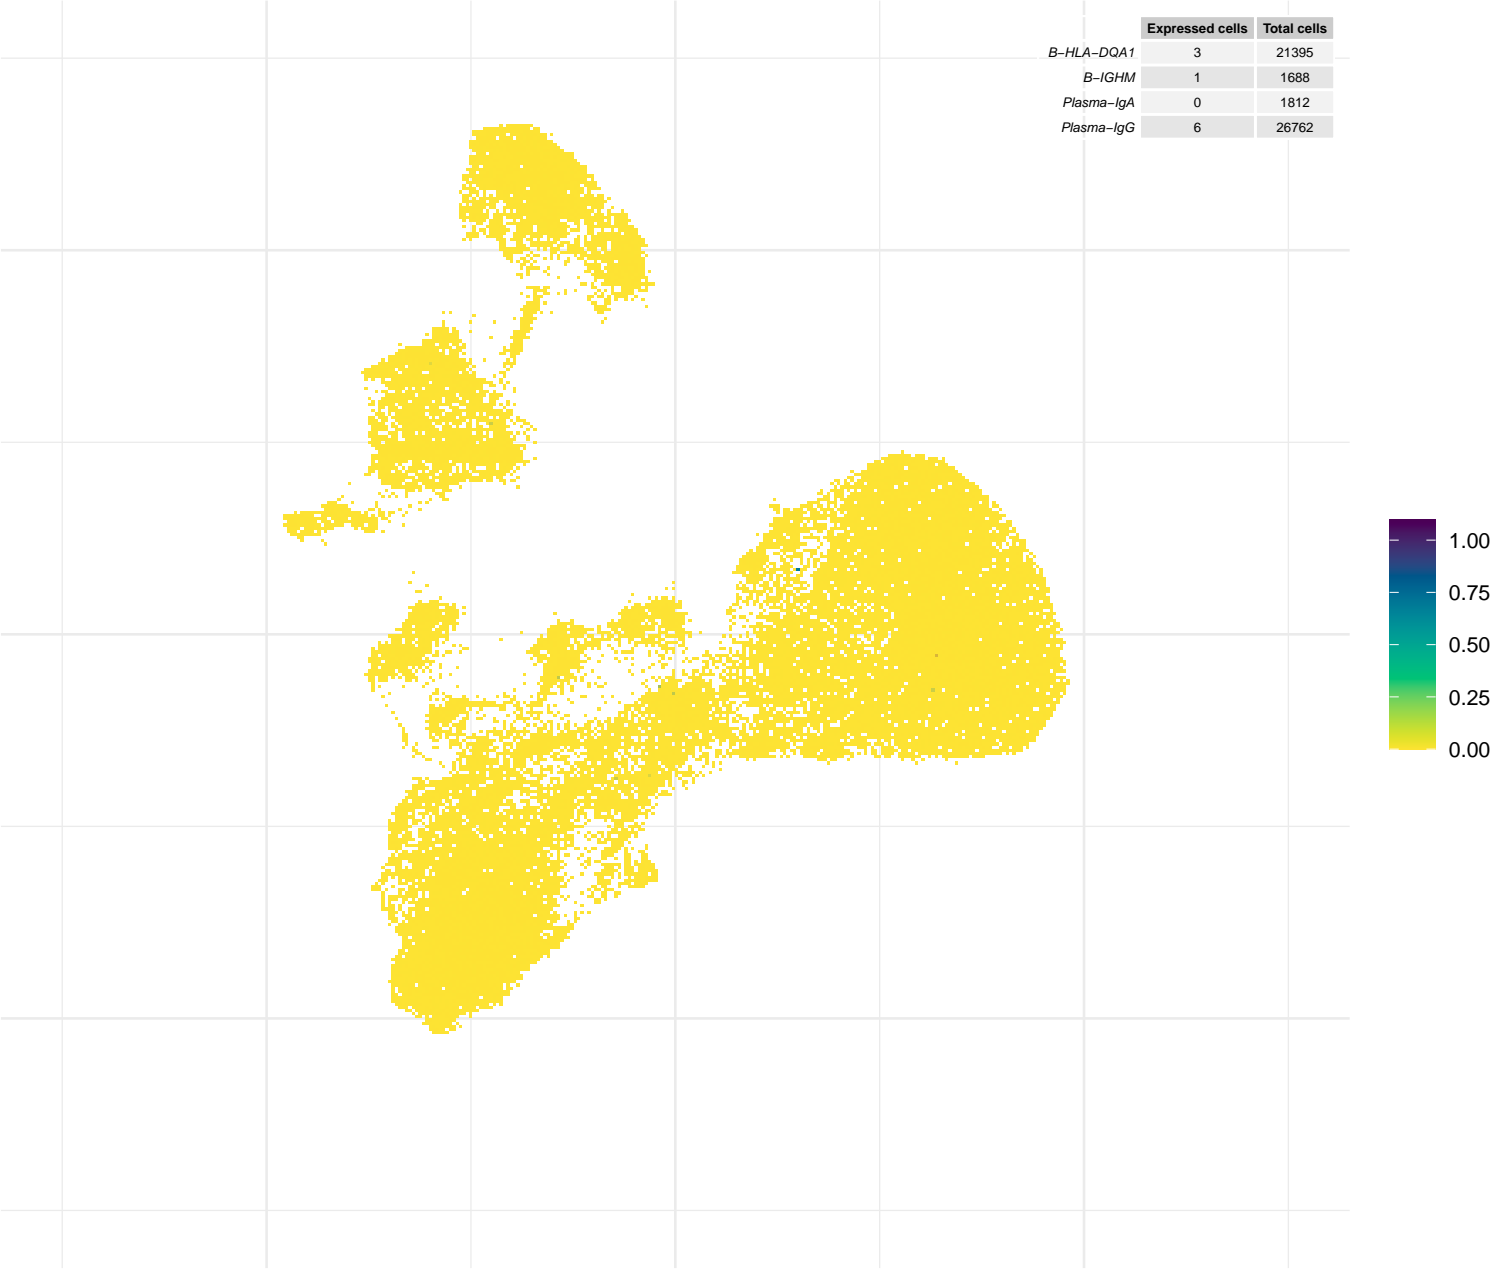 Expressed cells Total cells
B−HLA−DQA1 3 21395
B−IGHM 1 1688
Plasma−IgA 0 1812
Plasma−IgG 6 26762
1.00
0.75
0.50
0.25
0.00